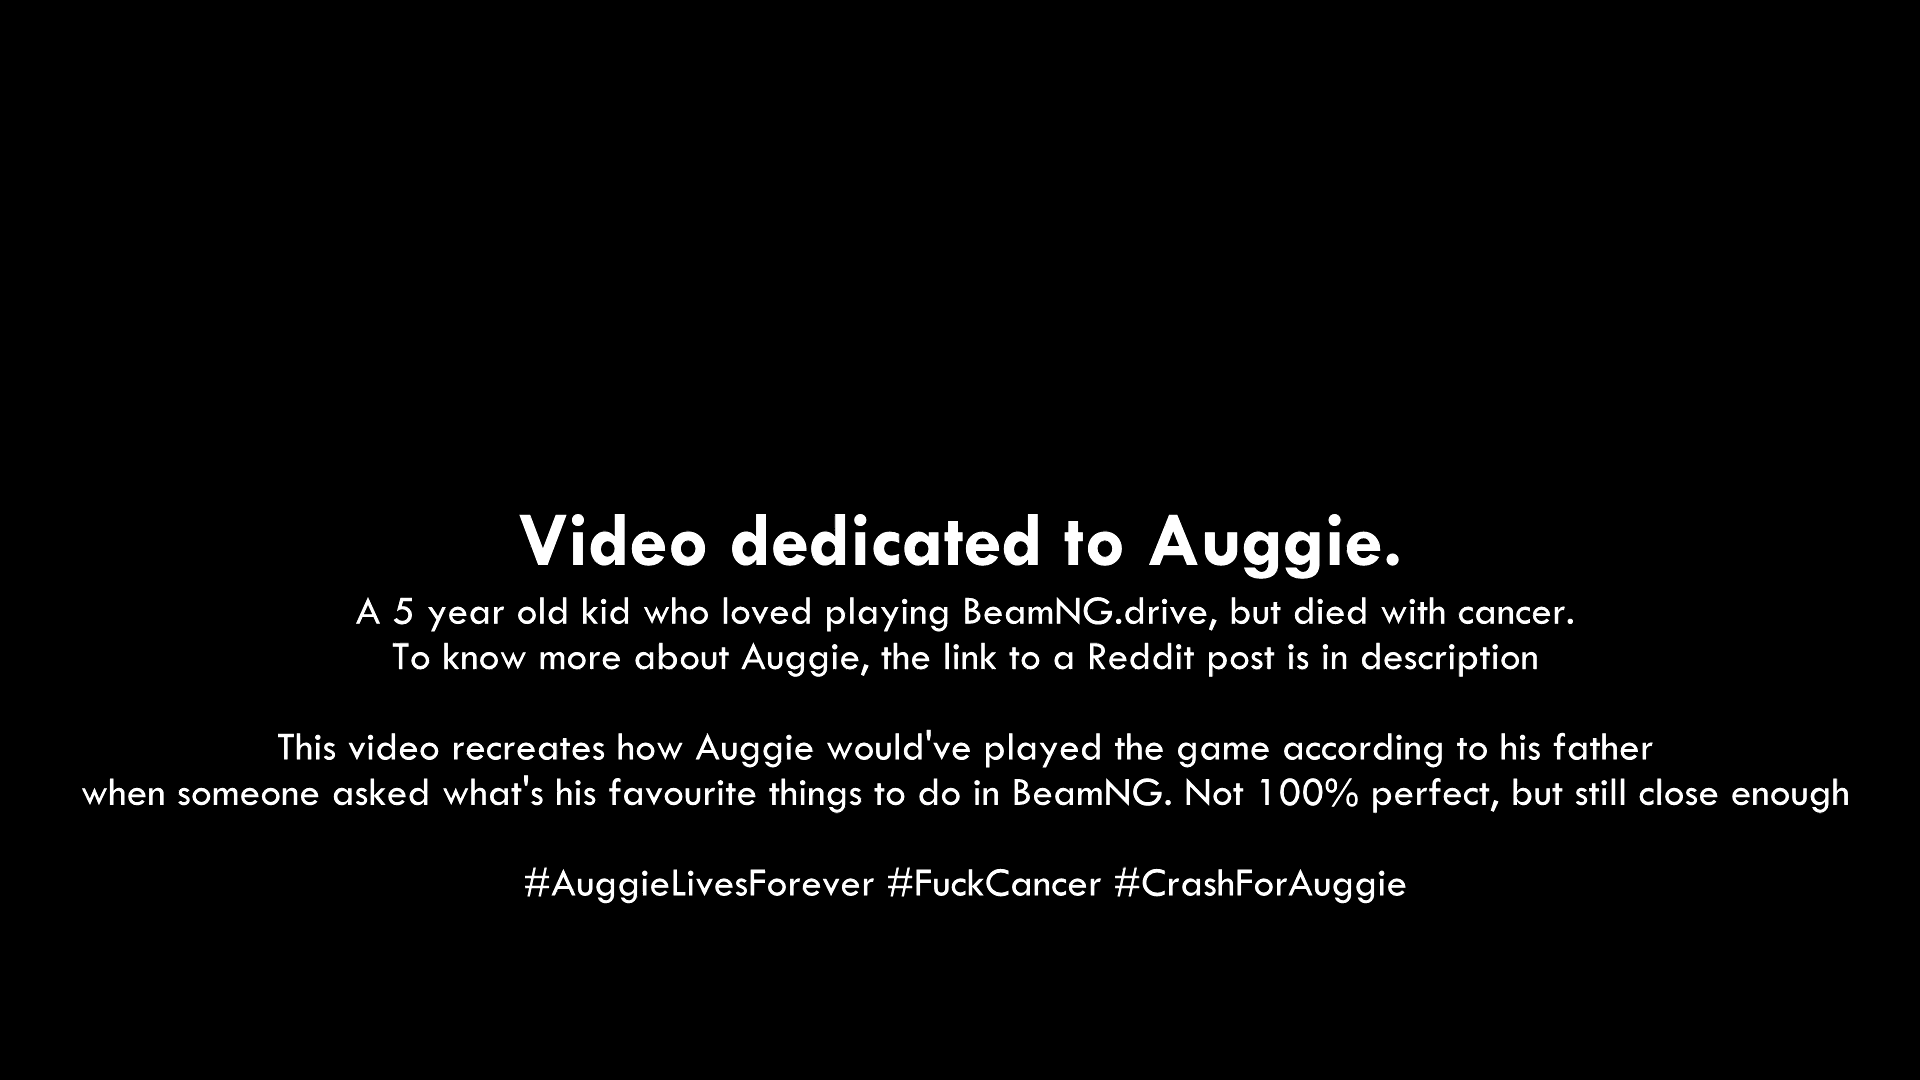 Video dedicated to Auggie.
A 5 year old kid who loved playing BeamNG.drive, but died with cancer.
To know more about Auggie, the link to a Reddit post is in description
This video recreates how Auggie would've played the game according to his father
when someone asked what's his favourite things to do in BeamNG. Not 100% perfect, but still close enough
#AuggieLivesForever #FuckCancer #CrashForAuggie